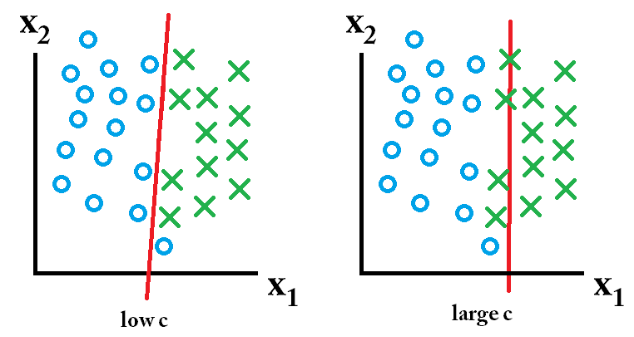 x₂
x₁
low c
x₂
x₁
large c